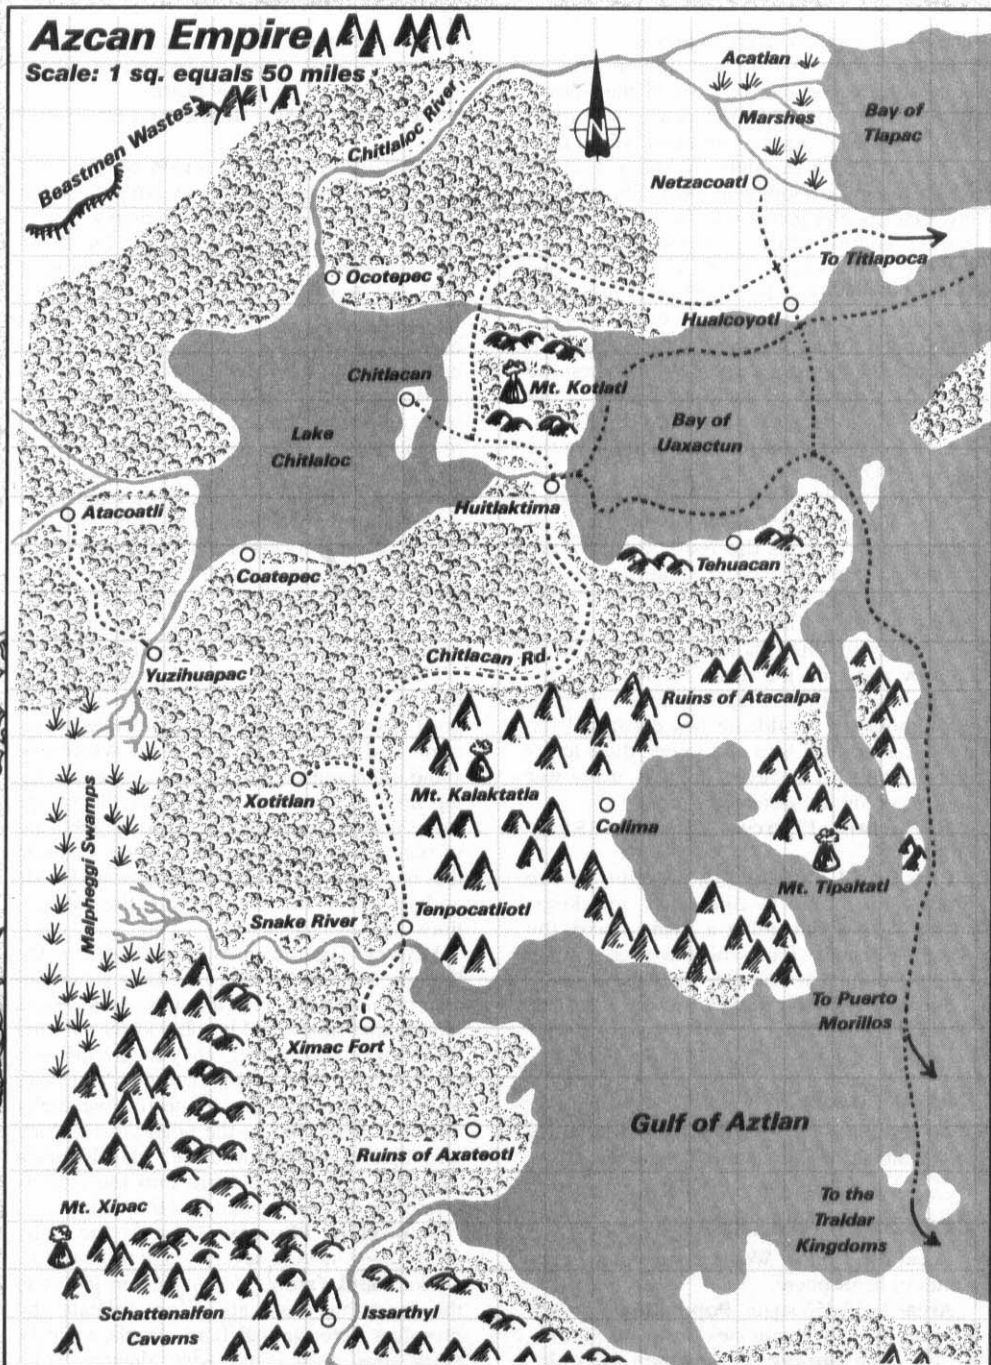 Azcan Empire
Scale: 1 sq. equals 50 miles
Beastmen Wastes
Chitlaloc River
Acatlan
Marshes
Bay of
Tlapac
N
Netzacoatl
To Titlapoca
Ocotepec
Hualcoyotl
Chitlacan
Mt. Kotlatl
Bay of
Uaxactun
Lake
Chitlaloc
Huitlaktima
Atacoatli
Coatepec
Tehuacan
Yuzihuapac
Chitlacan Rd.
Ruins of Atacalpa
Xotitlan
Mt. Kalaktatla
Colima
Malpheggi Swamps
Mt. Tipaltatl
Snake River
Tenpocatliotl
To Puerto
Morillos
Ximac Fort
Gulf of Aztlan
Ruins of Axateotl
Mt. Xipac
To the
Traldar
Kingdoms
Schattenalfen
Caverns
Issarthyl